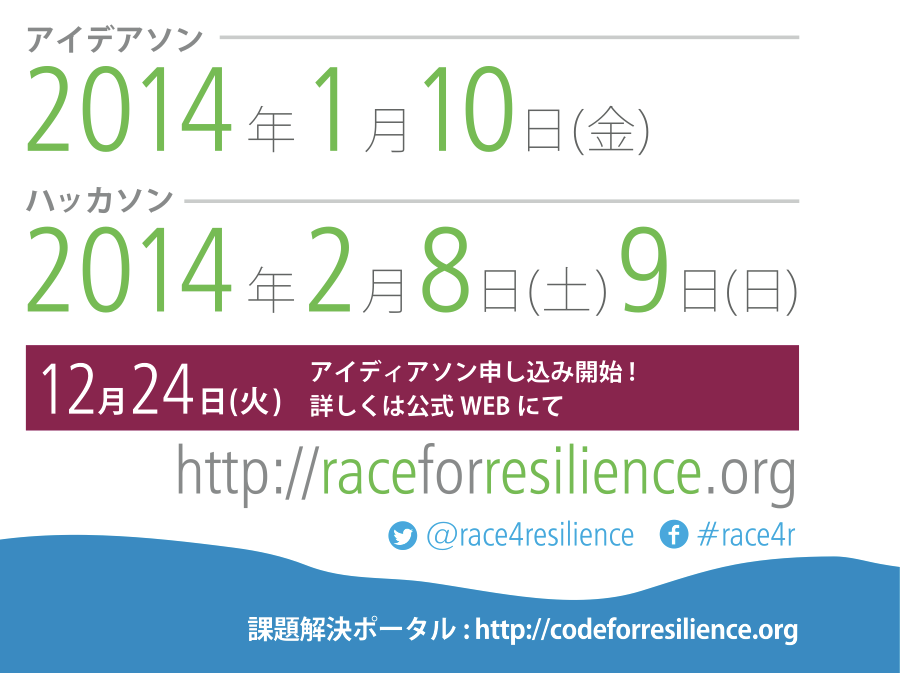 アイデアソン
2014年1月10日(金)
ハッカソン
2014年2月8日(土)9日(日)
12月24日(火)
アイディアソン申し込み開始！
詳しくは公式 WEB にて
http://raceforresilience.org
@race4resilience #race4r
課題解決ポータル : http://codeforresilience.org